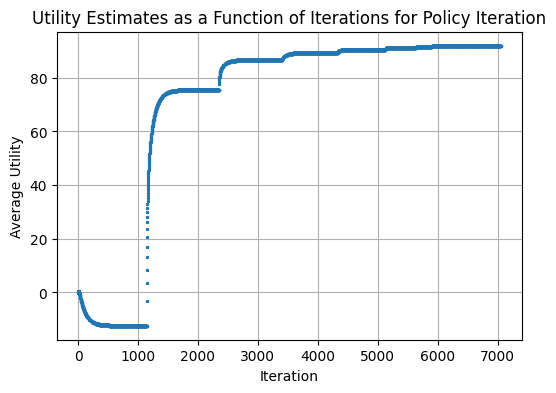 Utility Estimates as a Function of Iterations for Policy Iteration
80
60
40
20
0
Average Utility
0 1000 2000 3000 4000 5000 6000 7000
Iteration